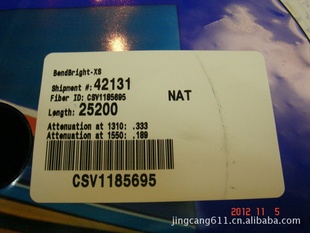 BendBright-XS
Shipment #: 42131
Fiber ID: CSV1185695
NAT
Length: 25200
Attenuation at 1310: .333
Attenuation at 1550: .189
CSV1185695
2012 11 5
jingcang611.cn.alibaba.com